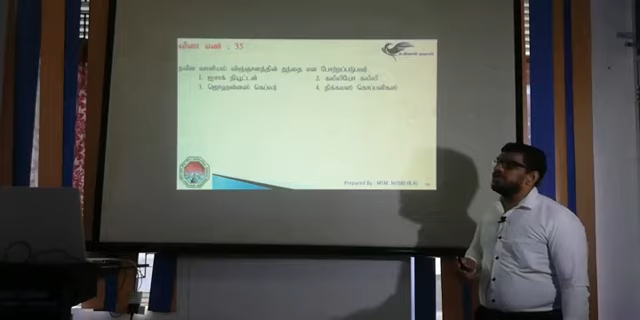 வினா எண் : 35
நவீன வானியல் விஞ்ஞானத்தின் தந்தை என போற்றப்படுபவர்
1. ஐசாக் நியூட்டன் 2. கலிலியோ கலிலி
3. ஜொஹன்னஸ் கெப்லர் 4. நிக்கலஸ் கொப்பனிகஸ்
Prepared By : MSM.